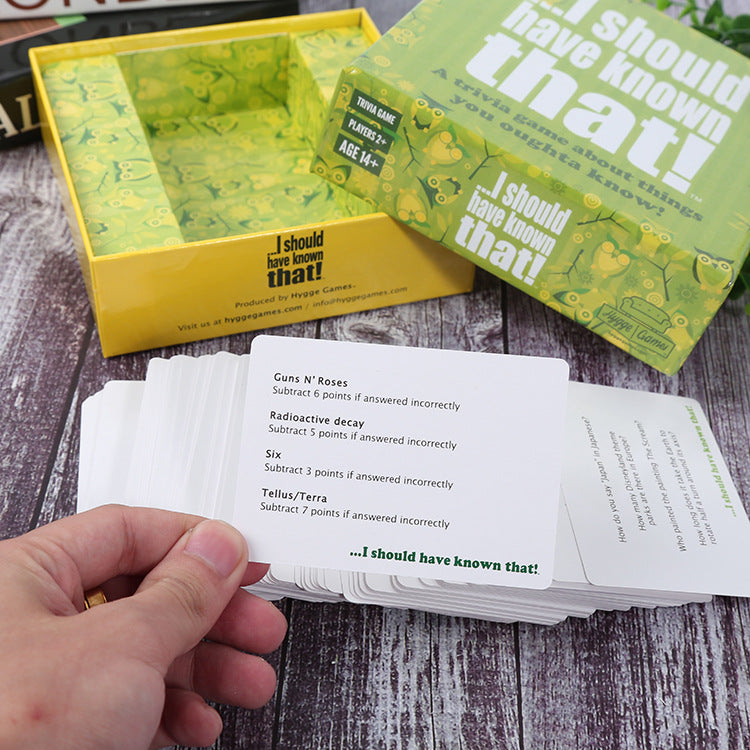 ...I should
have known
that!™
A trivia game about things
you oughta know!
TRIVIA GAME
PLAYERS 2+
AGE 14+
...I should
have known
that!
Hygge Games
...I should
have known
that!
Produced by Hygge Games™
Visit us at hyggegames.com / info@hyggegames.com
Guns N' Roses
Subtract 6 points if answered incorrectly
Radioactive decay
Subtract 5 points if answered incorrectly
Six
Subtract 3 points if answered incorrectly
Tellus/Terra
Subtract 7 points if answered incorrectly
...I should have known that!
How do you say "Japan" in Japanese?
How many Disneyland theme
parks are there in Europe?
Who painted the painting The Scream?
How long does it take the Earth to
rotate half a turn around its axis?
...I should have known that!